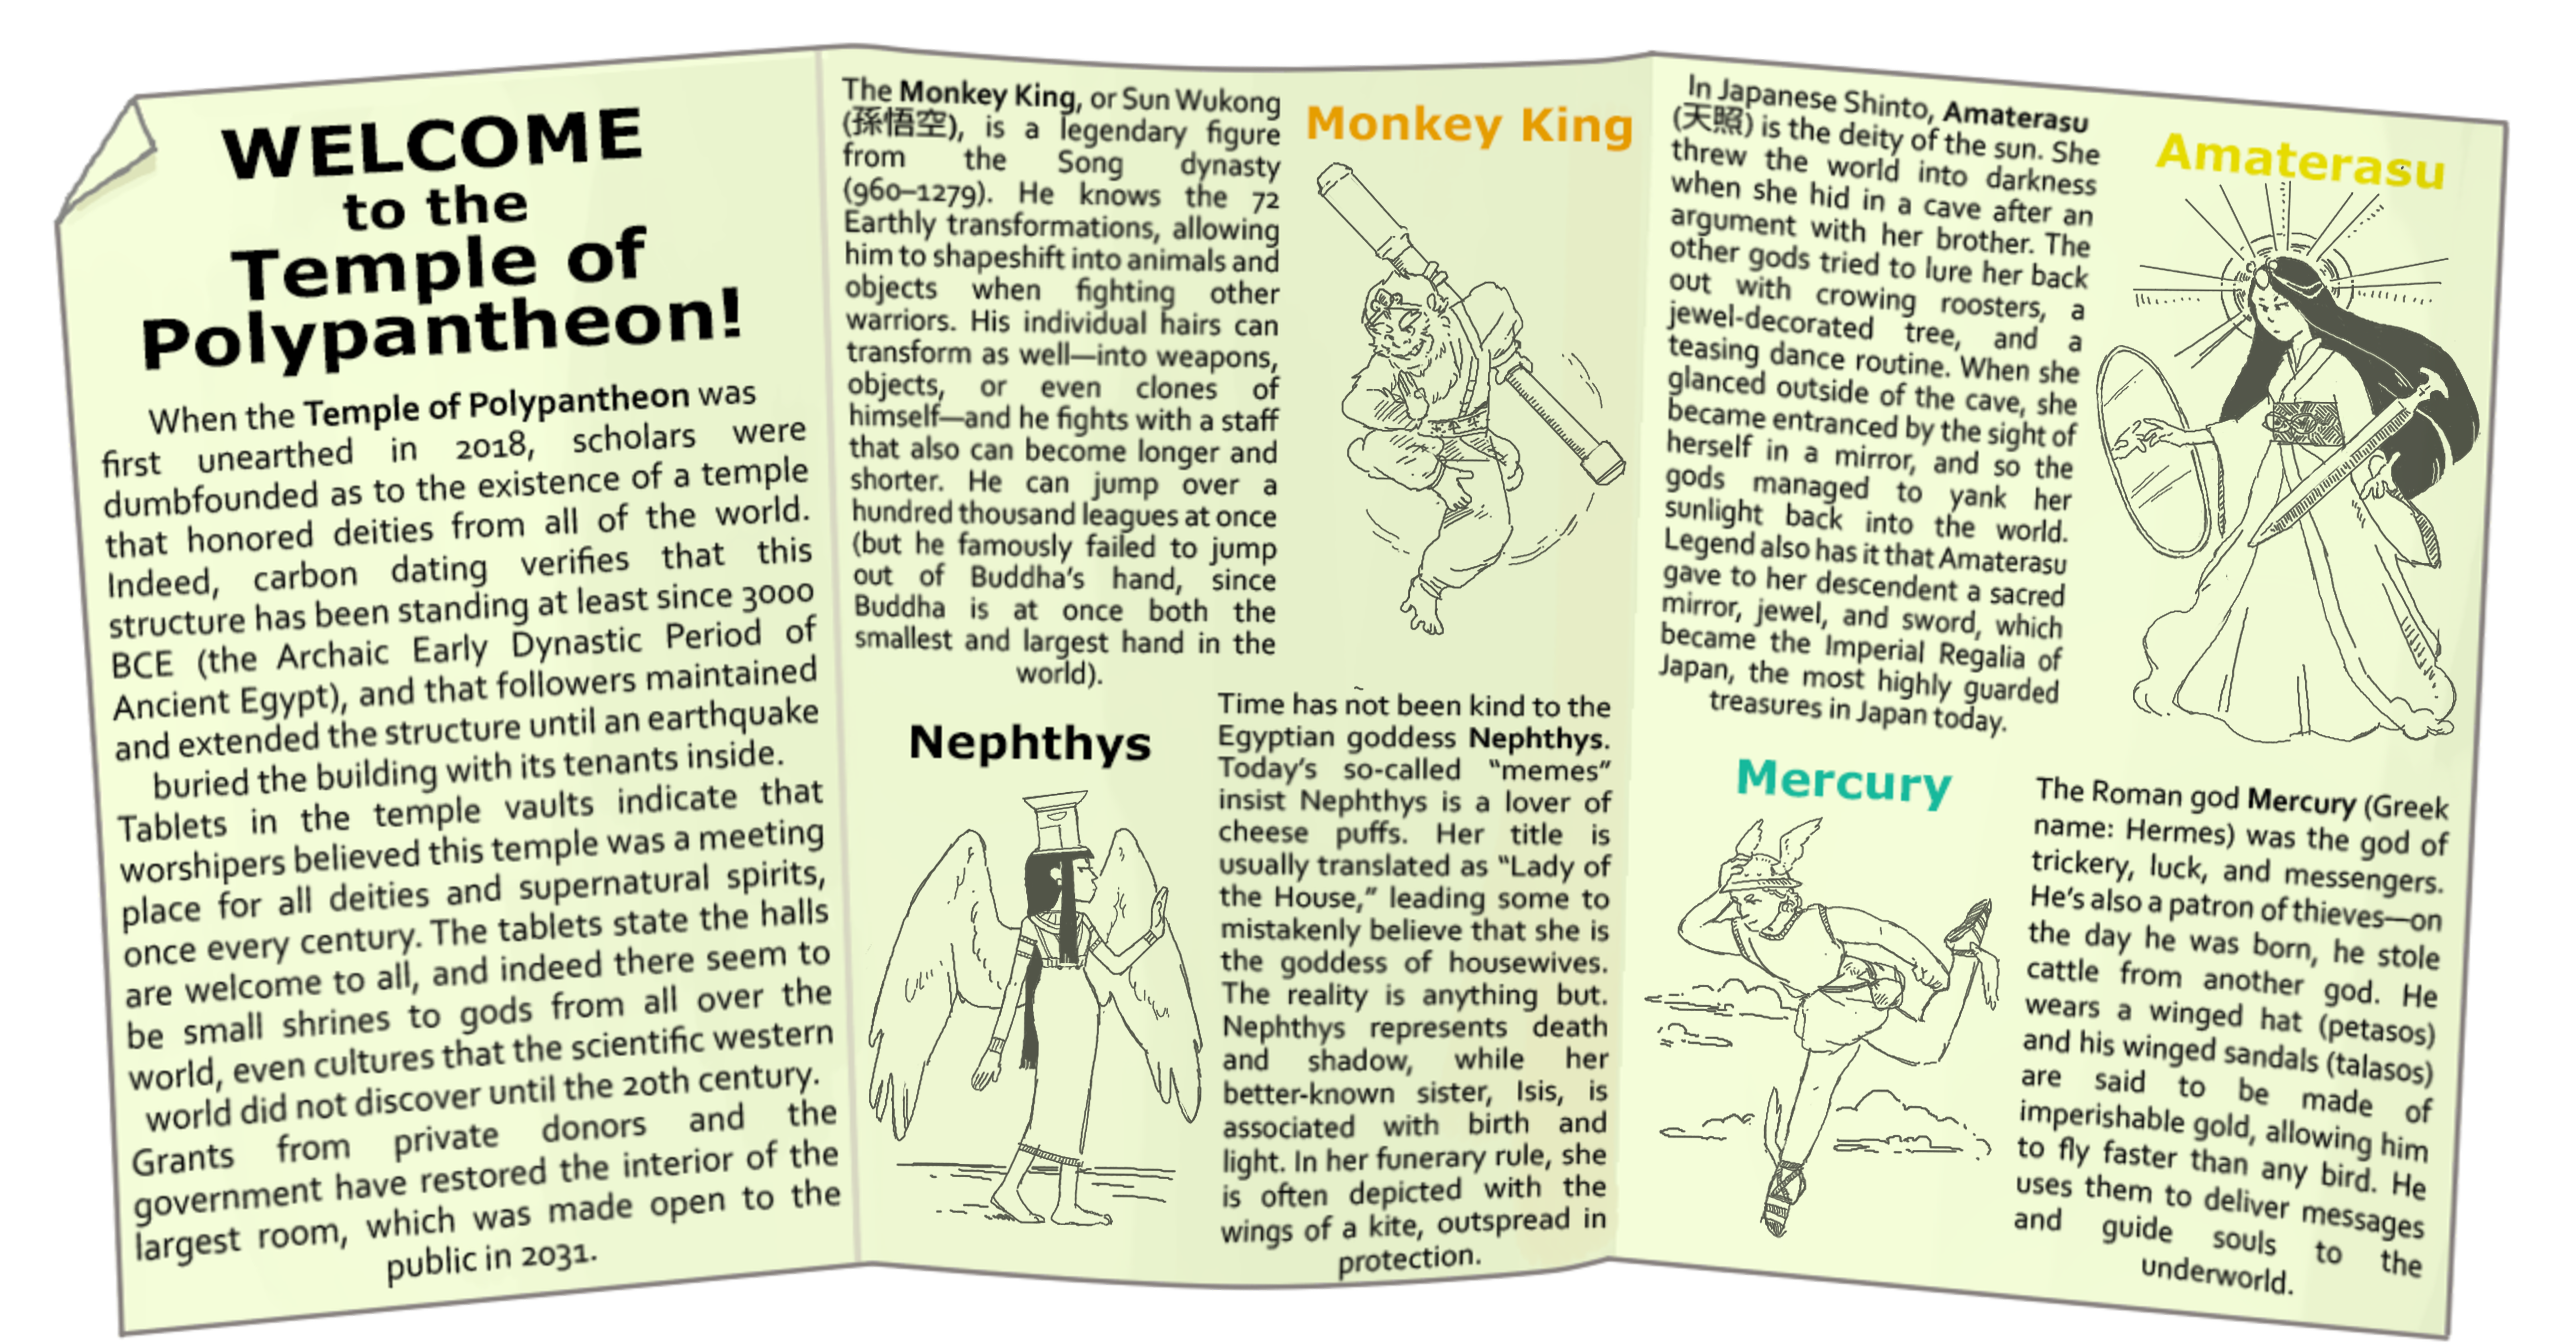 WELCOME
to the
Temple of
Polypantheon!
When the Temple of Polypantheon was
first unearthed in 2018, scholars were
dumbfounded as to the existence of a temple
that honored deities from all of the world.
Indeed, carbon dating verifies that this
structure has been standing at least since 3000
BCE (the Archaic Early Dynastic Period of
Ancient Egypt), and that followers maintained
and extended the structure until an earthquake
buried the building with its tenants inside.
Tablets in the temple vaults indicate that
worshipers believed this temple was a meeting
place for all deities and supernatural spirits,
once every century. The tablets state the halls
are welcome to all, and indeed there seem to
be small shrines to gods from all over the
world, even cultures that the scientific western
world did not discover until the 20th century.
Grants from private donors and the
government have restored the interior of the
largest room, which was made open to the
public in 2031.
The Monkey King, or Sun Wukong
(孫悟空), is a legendary figure
from the Song dynasty
(960–1279). He knows the 72
Earthly transformations, allowing
him to shapeshift into animals and
objects when fighting other
warriors. His individual hairs can
transform as well—into weapons,
objects, or even clones of
himself—and he fights with a staff
that also can become longer and
shorter. He can jump over a
hundred thousand leagues at once
(but he famously failed to jump
out of Buddha's hand, since
Buddha is at once both the
smallest and largest hand in the
world).
Monkey King
Nephthys
Time has not been kind to the
Egyptian goddess Nephthys.
Today's so-called "memes"
insist Nephthys is a lover of
cheese puffs. Her title is
usually translated as "Lady of
the House," leading some to
mistakenly believe that she is
the goddess of housewives.
The reality is anything but.
Nephthys represents death
and shadow, while her
better-known sister, Isis, is
associated with birth and
light. In her funerary rule, she
is often depicted with the
wings of a kite, outspread in
protection.
In Japanese Shinto, Amaterasu
(天照) is the deity of the sun. She
threw the world into darkness
when she hid in a cave after an
argument with her brother. The
other gods tried to lure her back
out with crowing roosters, a
jewel-decorated tree, and a
teasing dance routine. When she
glanced outside of the cave, she
became entranced by the sight of
herself in a mirror, and so the
gods managed to yank her
sunlight back into the world.
Legend also has it that Amaterasu
gave to her descendent a sacred
mirror, jewel, and sword, which
became the Imperial Regalia of
Japan, the most highly guarded
treasures in Japan today.
Amaterasu
Mercury
The Roman god Mercury (Greek
name: Hermes) was the god of
trickery, luck, and messengers.
He's also a patron of thieves—on
the day he was born, he stole
cattle from another god. He
wears a winged hat (petasos)
and his winged sandals (talasos)
are said to be made of
imperishable gold, allowing him
to fly faster than any bird. He
uses them to deliver messages
and guide souls to the
underworld.